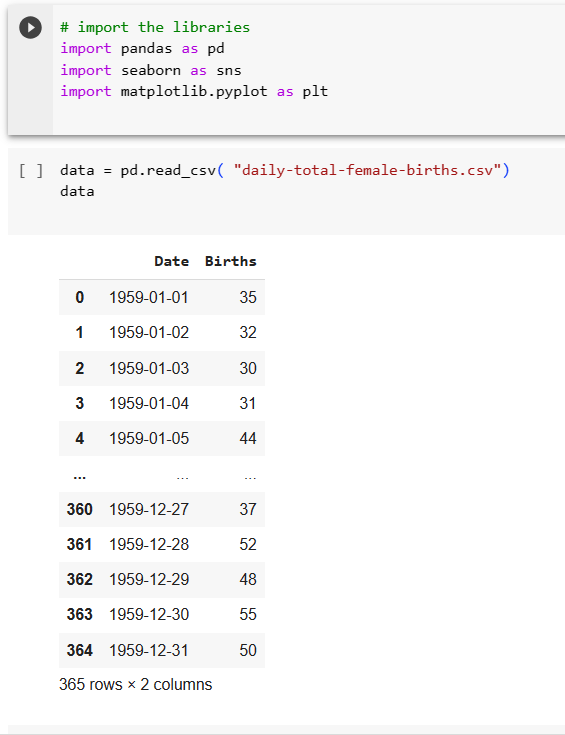 # import the libraries
import pandas as pd
import seaborn as sns
import matplotlib.pyplot as plt
[ ] data = pd.read_csv( "daily-total-female-births.csv")
data
Date Births
0 1959-01-01 35
1 1959-01-02 32
2 1959-01-03 30
3 1959-01-04 31
4 1959-01-05 44
... ... ...
360 1959-12-27 37
361 1959-12-28 52
362 1959-12-29 48
363 1959-12-30 55
364 1959-12-31 50
365 rows × 2 columns